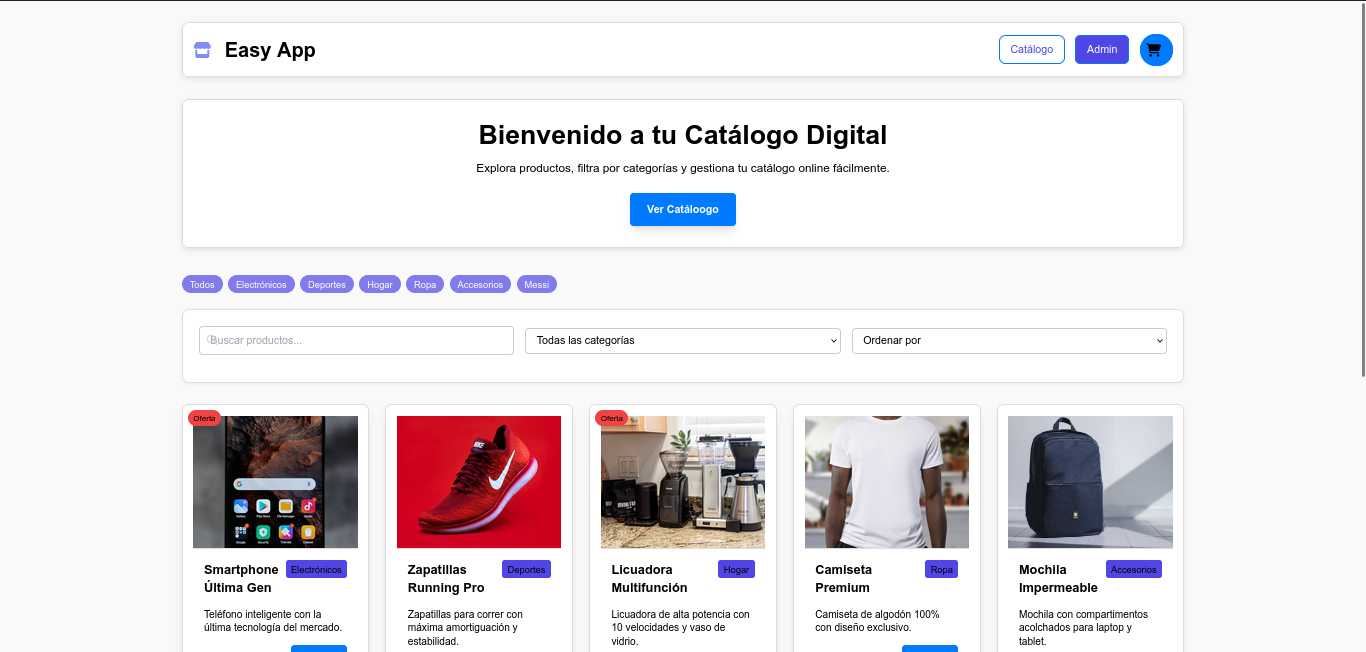 Easy App
Catálogo
Admin
Bienvenido a tu Catálogo Digital
Explora productos, filtra por categorías y gestiona tu catálogo online fácilmente.
Ver Catáloogo
Todos
Electrónicos
Deportes
Hogar
Ropa
Accesorios
Messi
Buscar productos...
Todas las categorías
Ordenar por
Oferta
Oferta
Smartphone
Última Gen
Electrónicos
Teléfono inteligente con la
última tecnología del mercado.
Zapatillas
Running Pro
Deportes
Zapatillas para correr con
máxima amortiguación y
estabilidad.
Licuadora
Multifunción
Hogar
Licuadora de alta potencia con
10 velocidades y vaso de
vidrio.
Camiseta
Premium
Ropa
Camiseta de algodón 100%
con diseño exclusivo.
Mochila
Impermeable
Accesorios
Mochila con compartimentos
acolchados para laptop y
tablet.